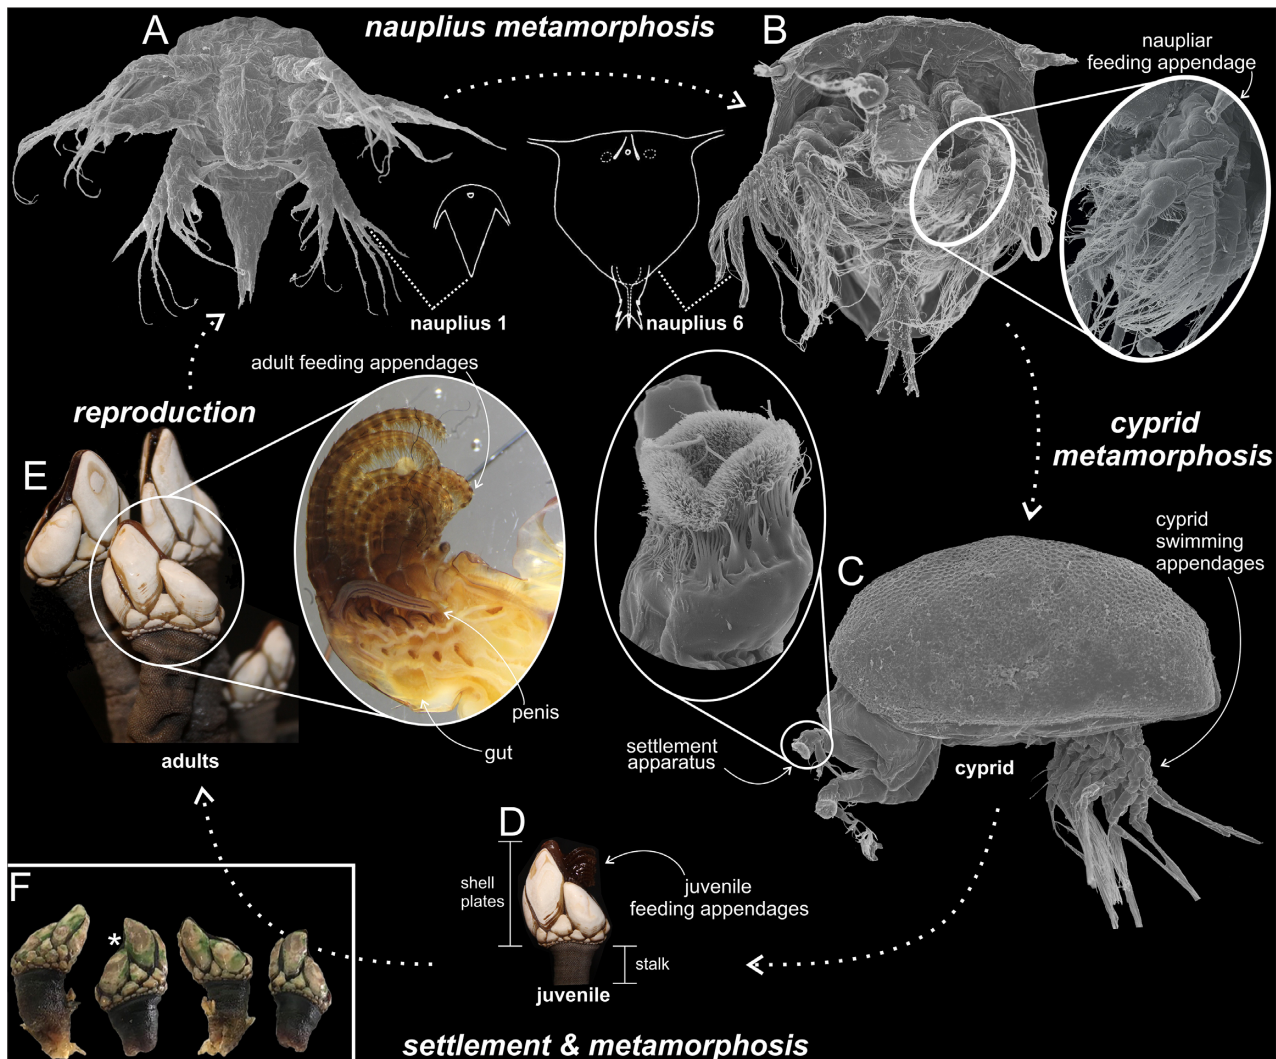 A
nauplius metamorphosis
B
naupliar
feeding appendage
nauplius 1
nauplius 6
adult feeding appendages
reproduction
cyprid
metamorphosis
E
cyprid
swimming
appendages
C
penis
gut
settlement
apparatus
cyprid
adults
D
shell
plates
juvenile
feeding appendages
F
*
stalk
juvenile
settlement & metamorphosis